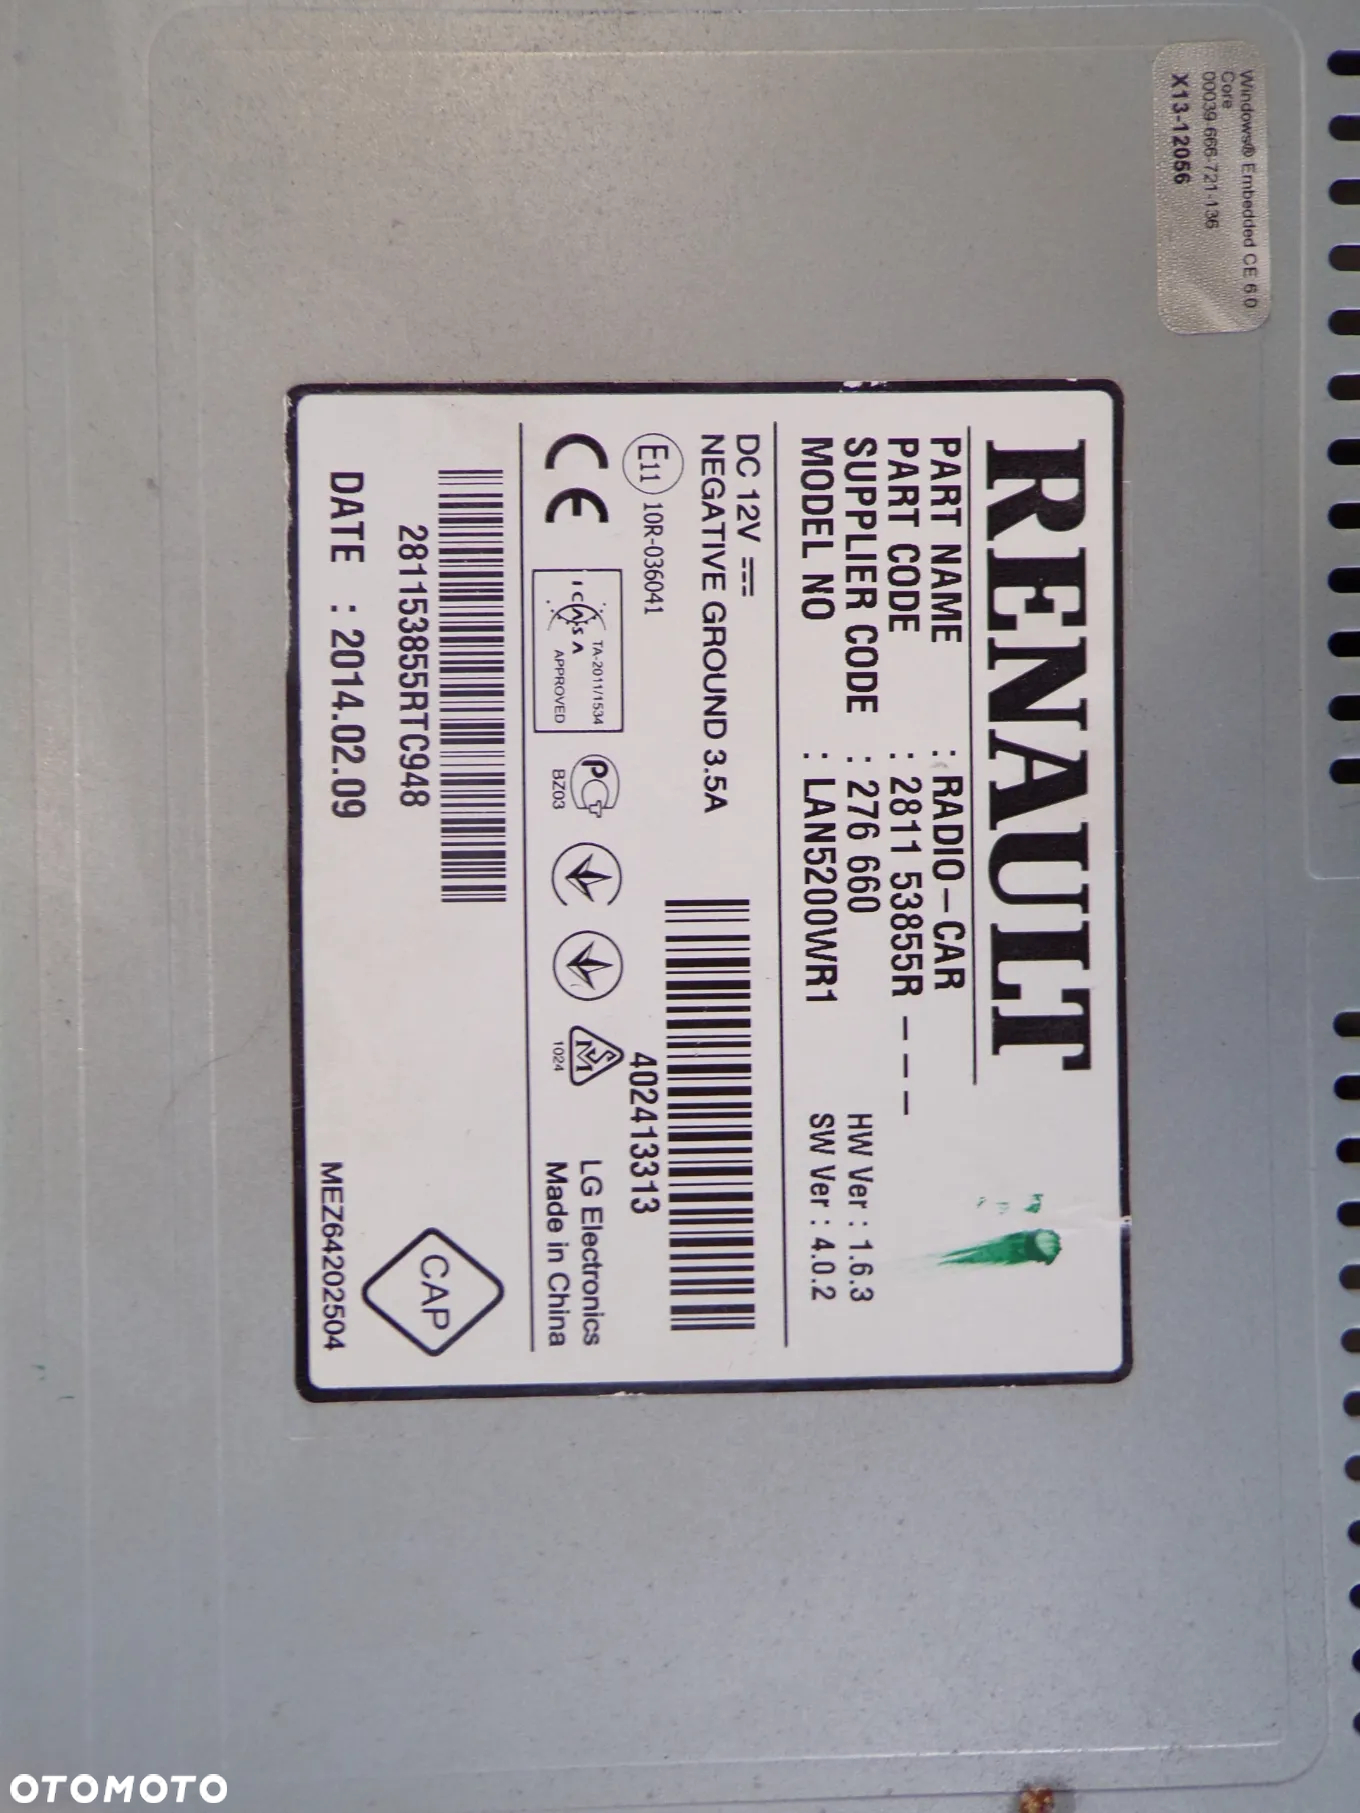 Windows® Embedded CE 6.0
Core
00039-666-721-136
X13-12056
RENAULT
PART NAME : RADIO-CAR
PART CODE : 2811 53855R - - -
SUPPLIER CODE : 276 660 HW Ver : 1.6.3
MODEL NO : LAN5200WR1 SW Ver : 4.0.2
DC 12V
NEGATIVE GROUND 3.5A
E11 10R-036041
402413313
CE
ICASA
TA-2011/1534
APPROVED
BZ03
1024
LG Electronics
Made in China
281153855RTC948
DATE : 2014.02.09
CAP
MEZ64202504
OTOMOTO